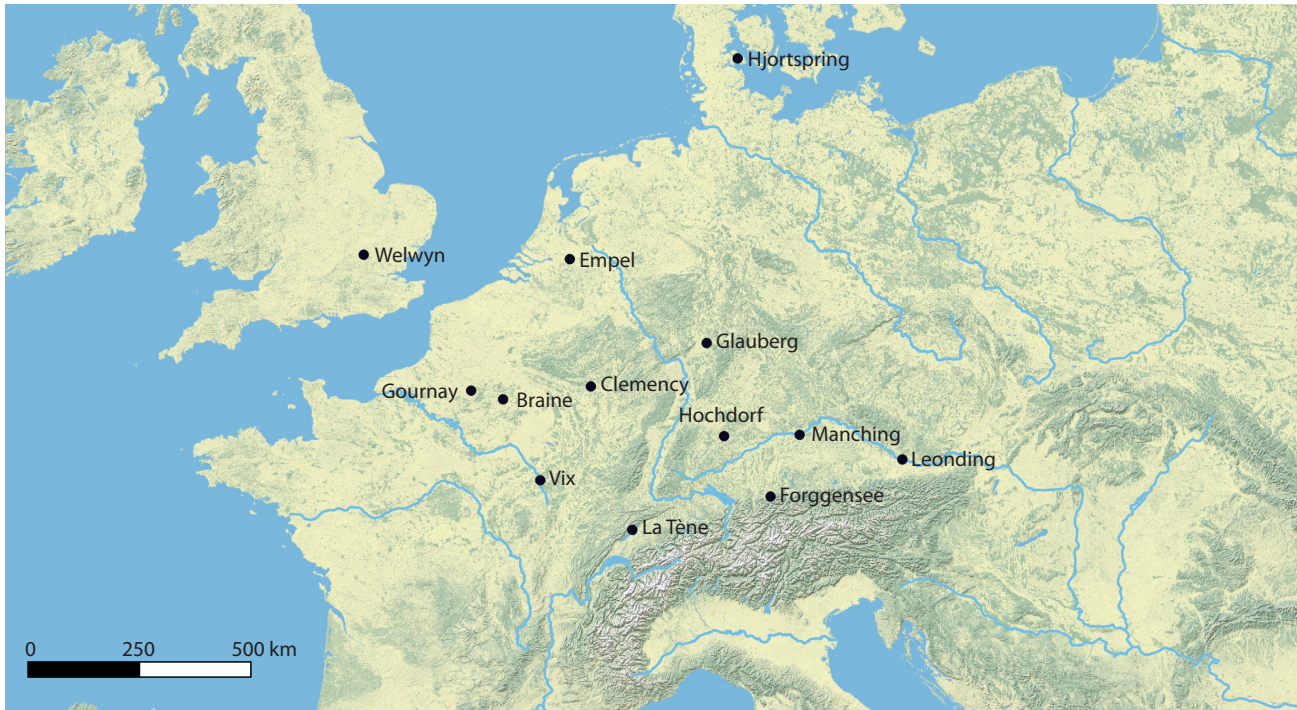 Hjortspring
Welwyn
Empel
Glauberg
Clemency
Gournay
Braine
Hochdorf
Manching
Leonding
Vix
Forggensee
La Tène
0 250 500 km